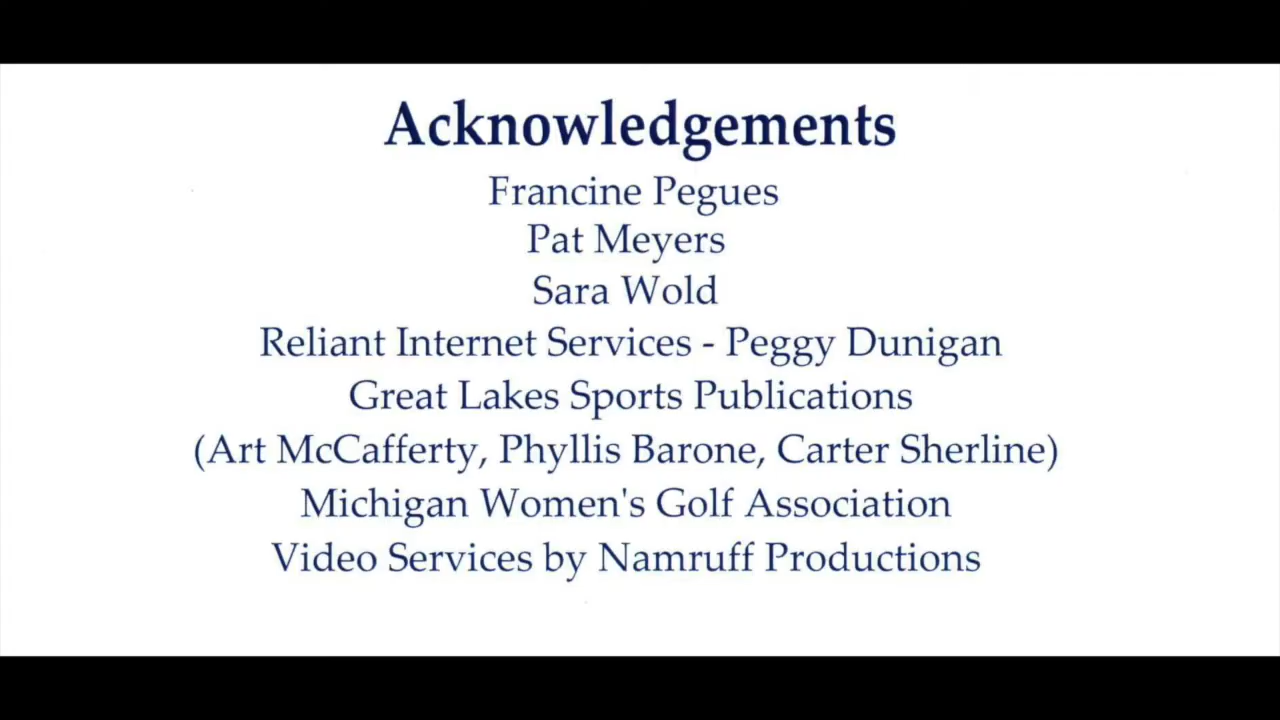 Acknowledgements
Francine Pegues
Pat Meyers
Sara Wold
Reliant Internet Services - Peggy Dunigan
Great Lakes Sports Publications
(Art McCafferty, Phyllis Barone, Carter Sherline)
Michigan Women's Golf Association
Video Services by Namruff Productions